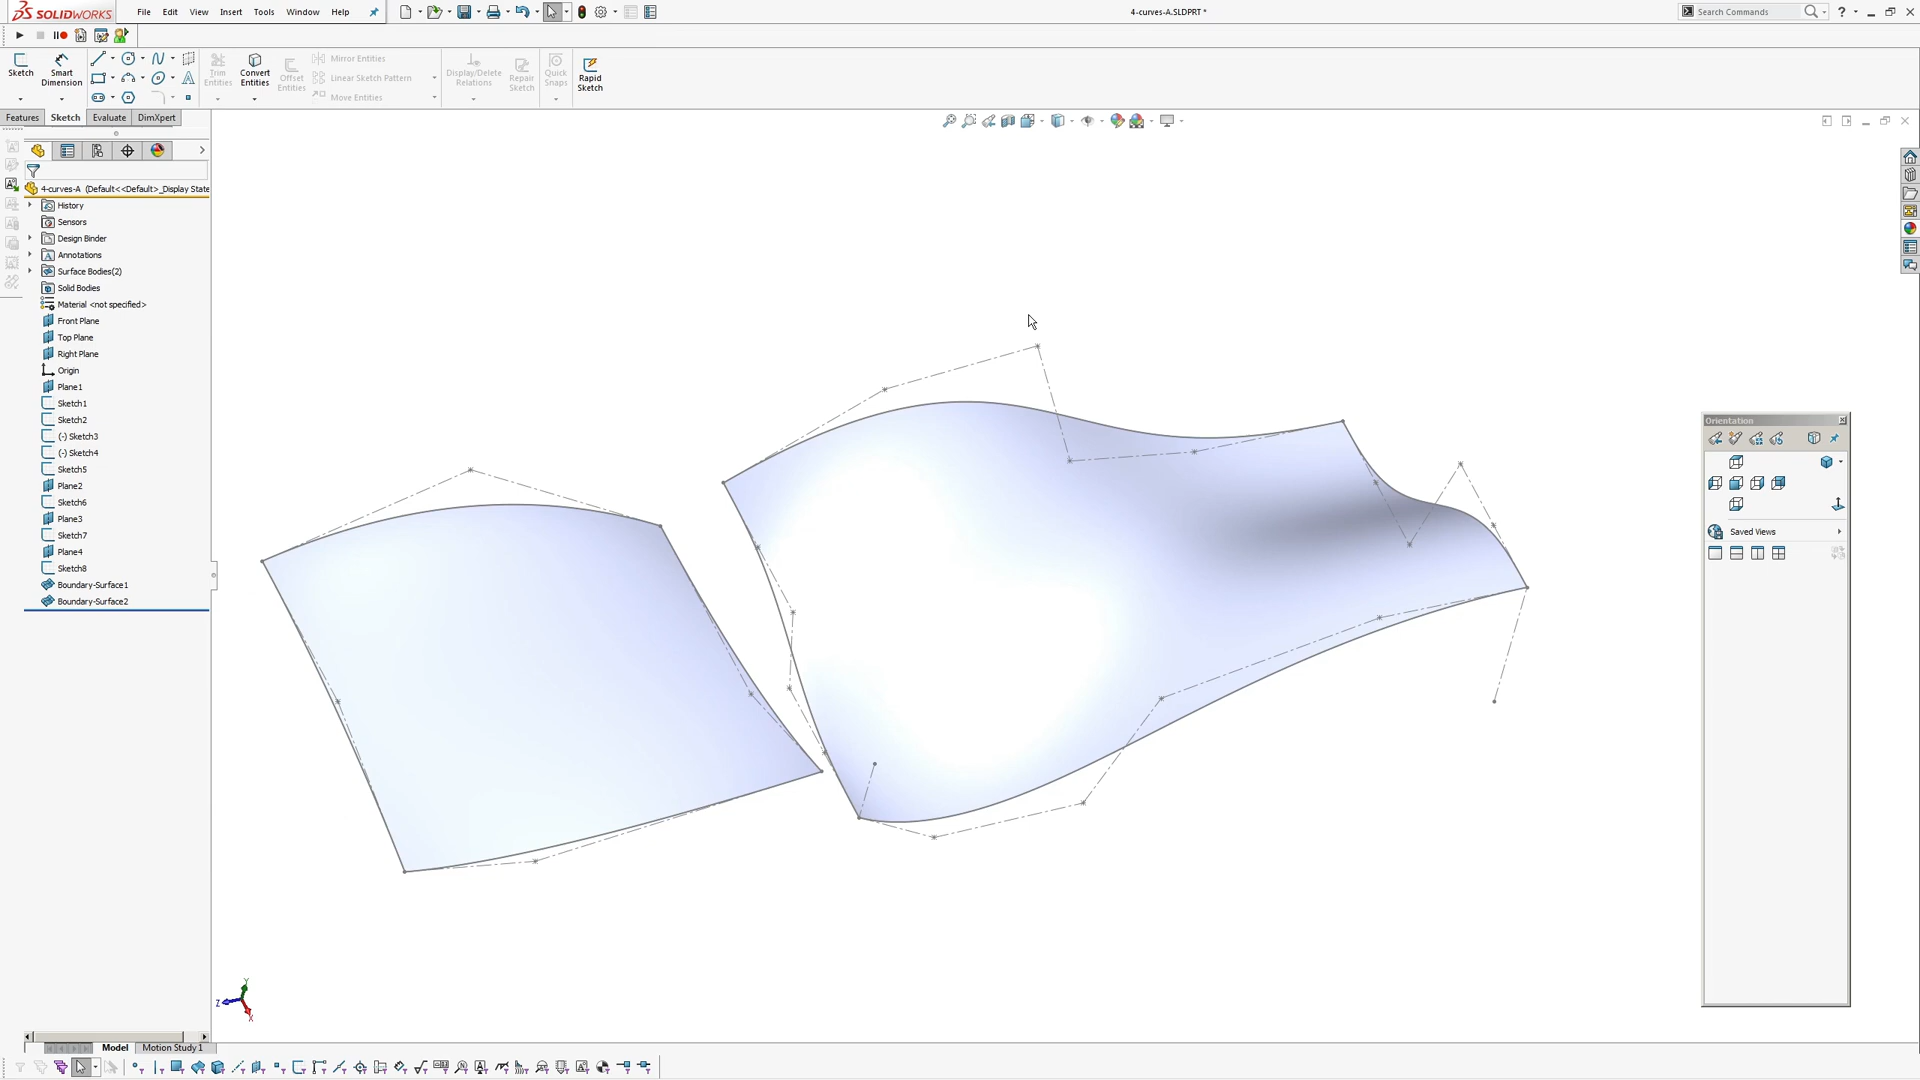 SOLIDWORKS
File Edit View Insert Tools Window Help
4-curves-A.SLDPRT *
Search Commands
Sketch
Smart Dimension
Trim Entities
Convert Entities
Offset Entities
Mirror Entities
Linear Sketch Pattern
Move Entities
Display/Delete Relations
Repair Sketch
Quick Snaps
Rapid Sketch
Features Sketch Evaluate DimXpert
4-curves-A (Default<<Default>_Display State
History
Sensors
Design Binder
Annotations
Surface Bodies(2)
Solid Bodies
Material <not specified>
Front Plane
Top Plane
Right Plane
Origin
Plane1
Sketch1
Sketch2
(-) Sketch3
(-) Sketch4
Sketch5
Plane2
Sketch6
Plane3
Sketch7
Plane4
Sketch8
Boundary-Surface1
Boundary-Surface2
Orientation
Saved Views
Y
Z
X
Model Motion Study 1